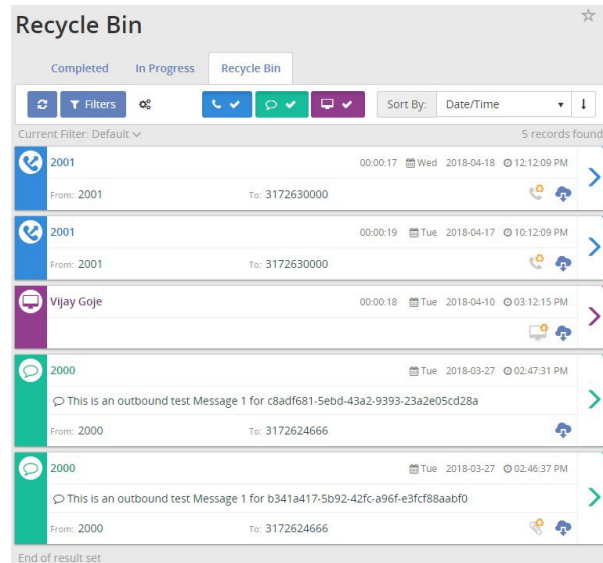 Recycle Bin
Completed In Progress Recycle Bin
Filters Sort By: Date/Time
Current Filter: Default 5 records found
2001 00:00:17 Wed 2018-04-18 12:12:09 PM
From: 2001 To: 3172630000
2001 00:00:19 Tue 2018-04-17 10:12:09 PM
From: 2001 To: 3172630000
Vijay Goje 00:00:18 Tue 2018-04-10 03:12:15 PM
2000 Tue 2018-03-27 02:47:31 PM
This is an outbound test Message 1 for c8adf681-5ebd-43a2-9393-23a2e05cd28a
From: 2000 To: 3172624666
2000 Tue 2018-03-27 02:46:37 PM
This is an outbound test Message 1 for b341a417-5b92-42fc-a96f-e3fcf88aabf0
From: 2000 To: 3172624666
End of result set